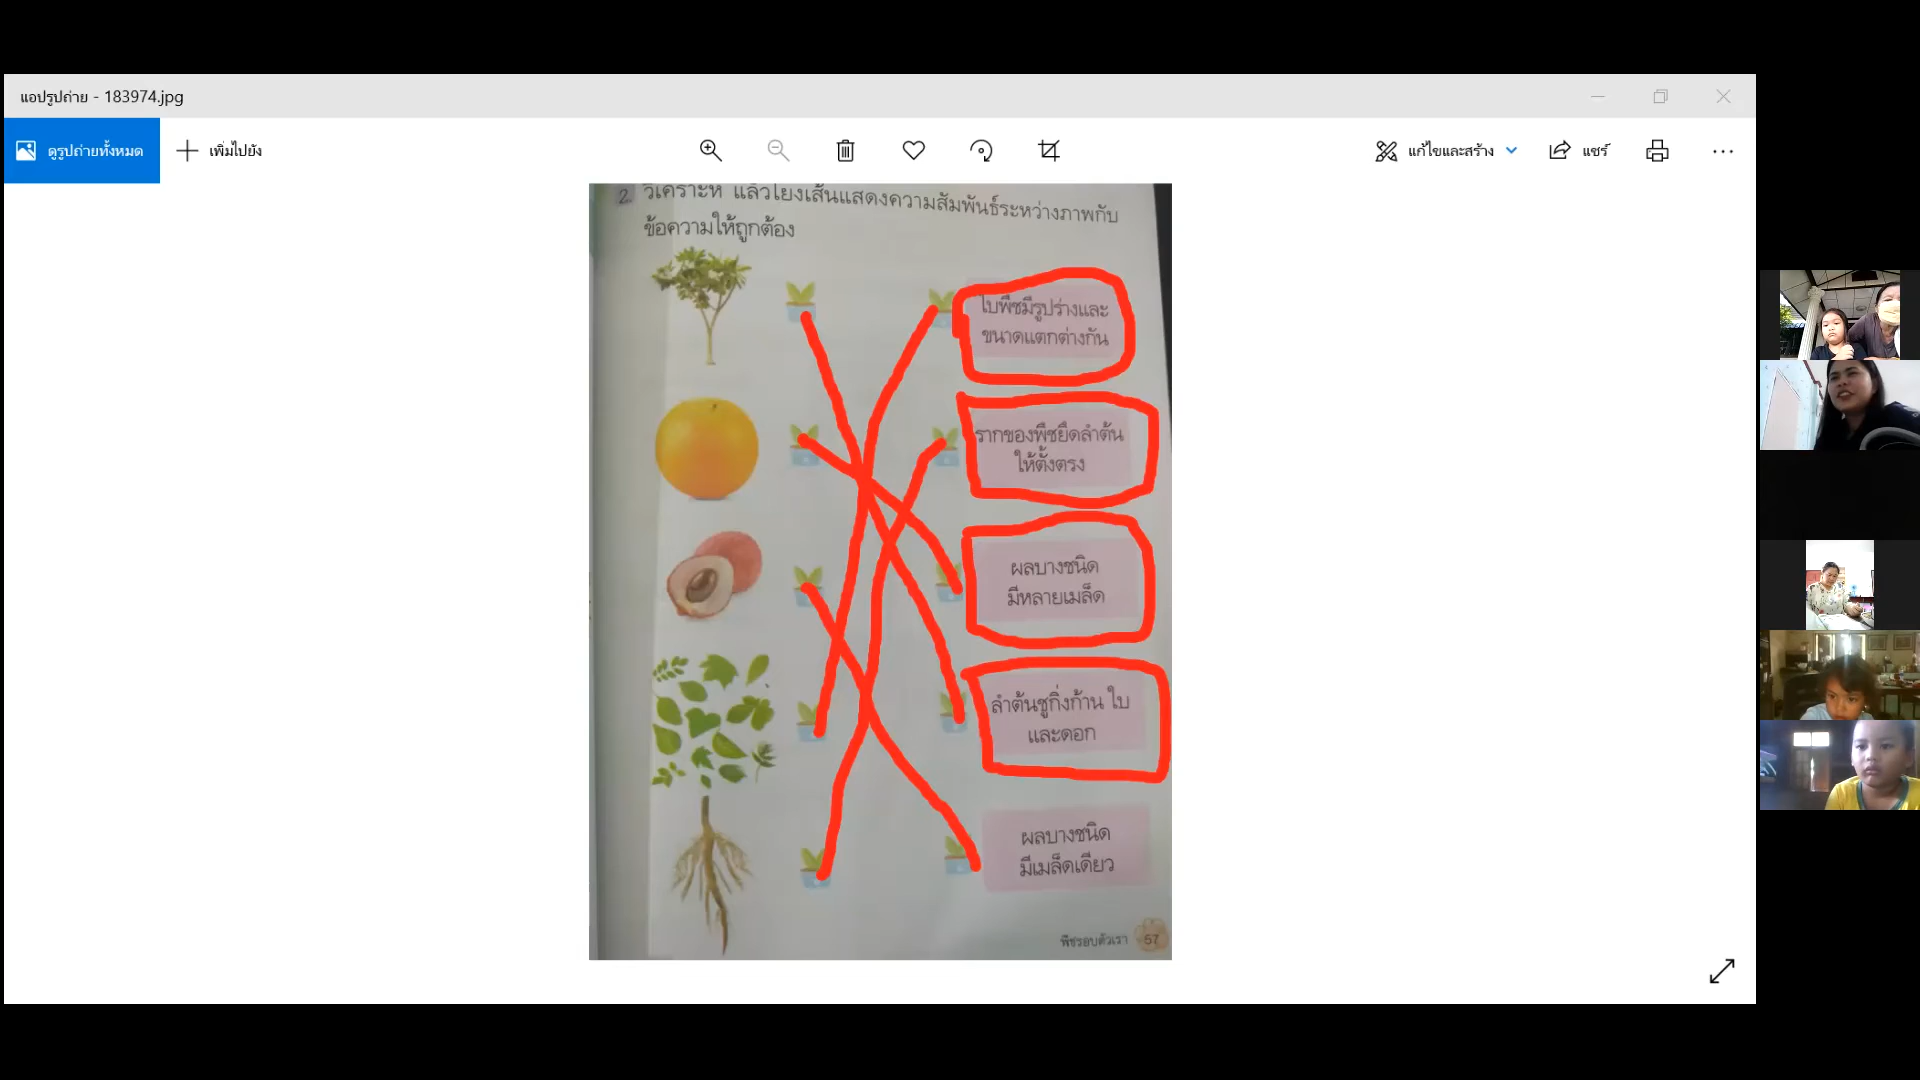 แอปรูปถ่าย - 183974.jpg
ดูรูปถ่ายทั้งหมด
เพิ่มไปยัง
แก้ไขและสร้าง
แชร์
2. วิเคราะห์ แล้วโยงเส้นแสดงความสัมพันธ์ระหว่างภาพกับ
ข้อความให้ถูกต้อง
ใบพืชมีรูปร่างและ
ขนาดแตกต่างกัน
รากของพืชยึดลำต้น
ให้ตั้งตรง
ผลบางชนิด
มีหลายเมล็ด
ลำต้นชูกิ่งก้าน ใบ
และดอก
ผลบางชนิด
มีเมล็ดเดียว
พืชรอบตัวเรา 57